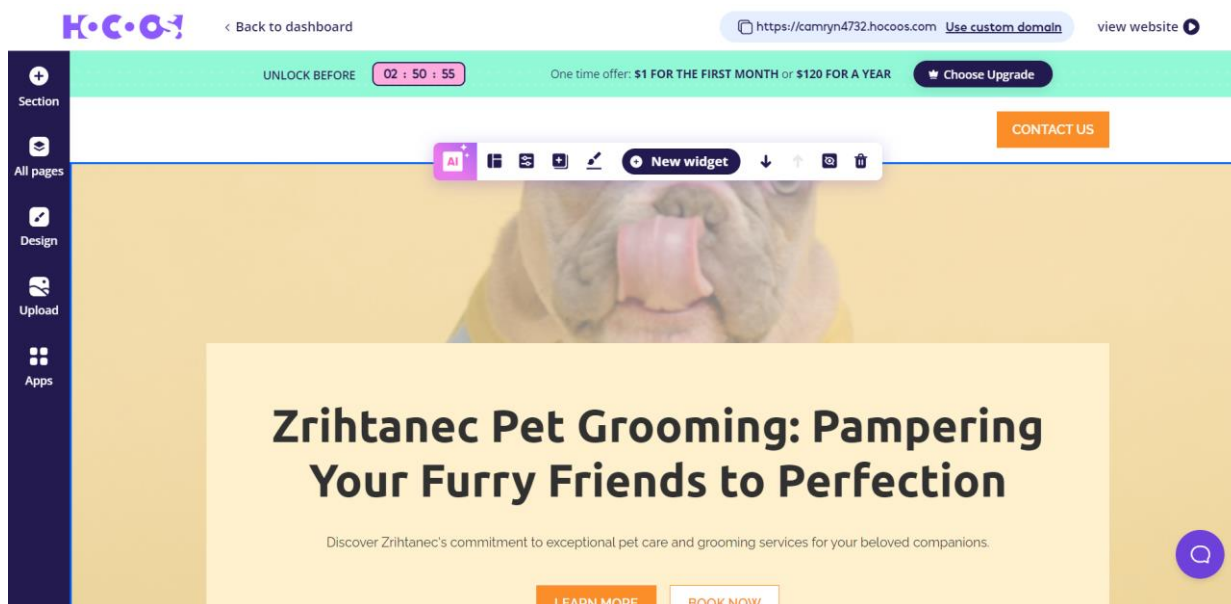 HOCOOS
< Back to dashboard
https://camryn4732.hocoos.com Use custom domain
view website
UNLOCK BEFORE 02 : 50 : 55 One time offer: $1 FOR THE FIRST MONTH or $120 FOR A YEAR Choose Upgrade
Section
CONTACT US
AI
New widget
All pages
Design
Upload
Apps
Zrihtanec Pet Grooming: Pampering
Your Furry Friends to Perfection
Discover Zrihtanec's commitment to exceptional pet care and grooming services for your beloved companions.
LEARN MORE BOOK NOW